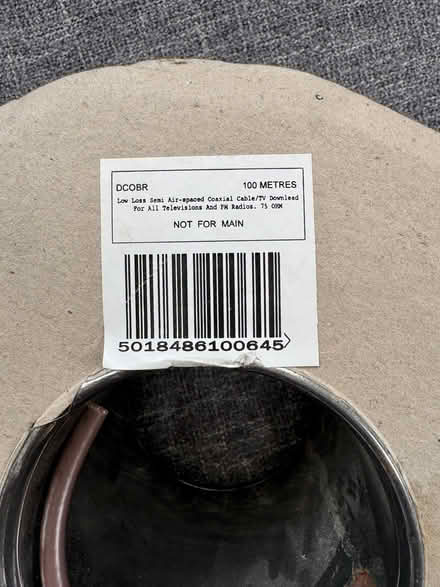 DCOBR 100 METRES
Low Loss Semi Air-spaced Coaxial Cable/TV Downlead
For All Televisions And FM Radios. 75 OHM
NOT FOR MAIN
5018486100645